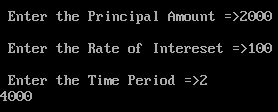 Enter the Principal Amount =>2000
Enter the Rate of Intereset =>100
Enter the Time Period =>2
4000